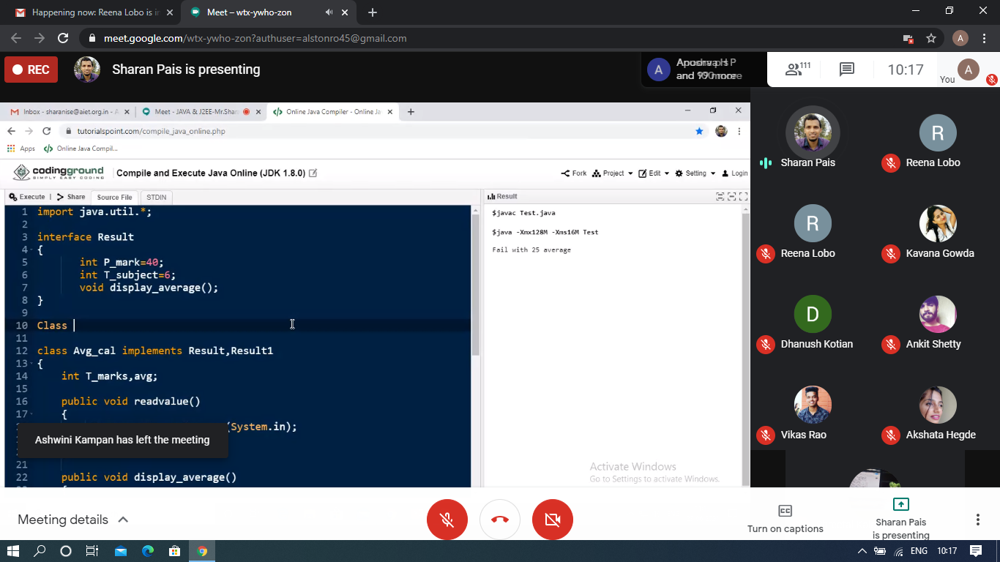 Happening now: Reena Lobo is in
Meet – wtx-ywho-zon
meet.google.com/wtx-ywho-zon?authuser=alstonro45@gmail.com
A
REC
Sharan Pais is presenting
A
111
10:17
You
A
Inbox - sharanise@aiet.org.in - A
Meet - JAVA & J2EE-Mr.Shar
Online Java Compiler - Online Ja
tutorialspoint.com/compile_java_online.php
Apps
Online Java Compil...
codingground
SIMPLY EASY CODING
Compile and Execute Java Online (JDK 1.8.0)
Fork
Project
Edit
Setting
Login
Execute |
Share
Source File
STDIN
Result
1 import java.util.*;
2
3 interface Result
4 {
5 int P_mark=40;
6 int T_subject=6;
7 void display_average();
8 }
9
10 Class
11
12 class Avg_cal implements Result,Result1
13 {
14 int T_marks,avg;
15
16 public void readvalue()
17 {
(System.in);
21
22 public void display_average()
$javac Test.java
$java -Xmx128M -Xms16M Test
Fail with 25 average
Activate Windows
Go to Settings to activate Windows.
Ashwini Kampan has left the meeting
Sharan Pais
R
Reena Lobo
R
Reena Lobo
Kavana Gowda
D
Dhanush Kotian
Ankit Shetty
Vikas Rao
Akshata Hegde
Meeting details
CC
Turn on captions
Sharan Pais
is presenting
ENG
10:17